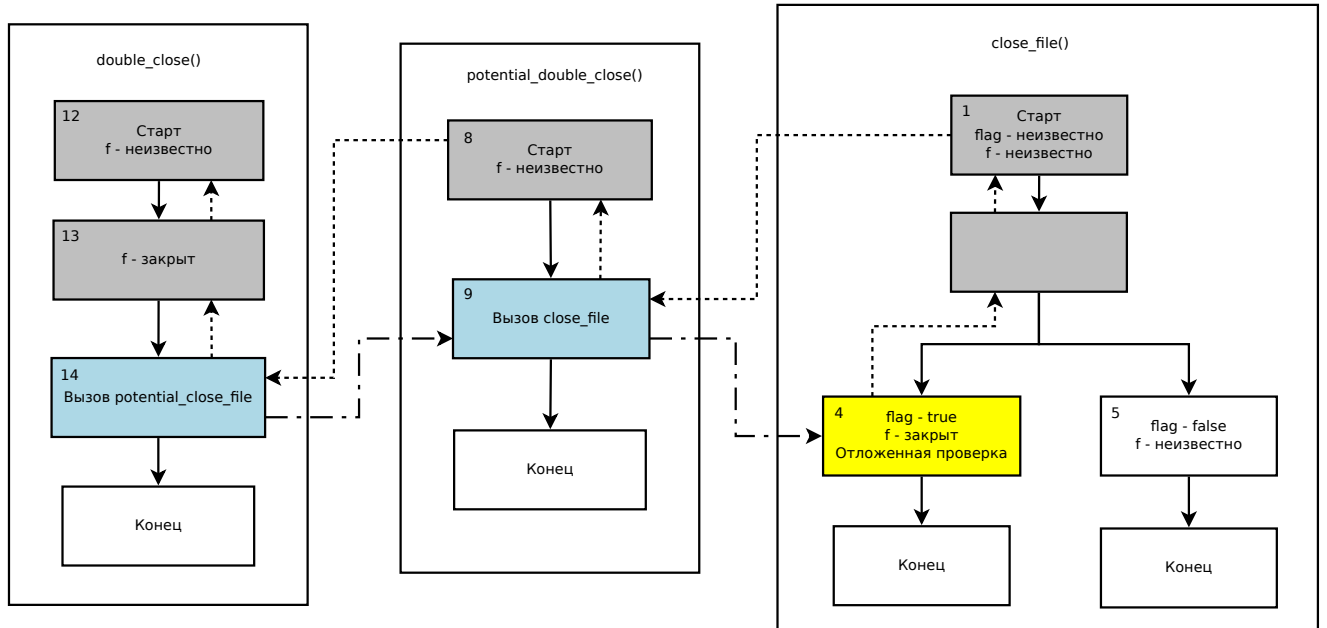 double_close()
12
Старт
f - неизвестно
13
f - закрыт
14
Вызов potential_close_file
Конец
potential_double_close()
8
Старт
f - неизвестно
9
Вызов close_file
Конец
close_file()
1
Старт
flag - неизвестно
f - неизвестно
4
flag - true
f - закрыт
Отложенная проверка
Конец
5
flag - false
f - неизвестно
Конец